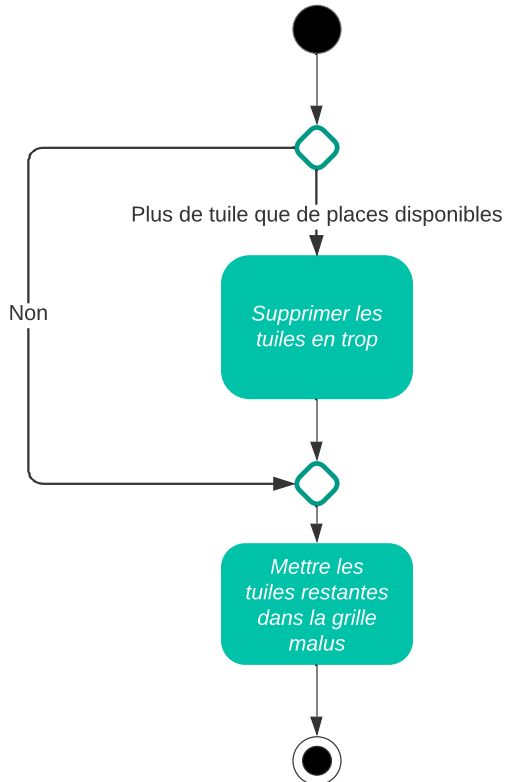 Plus de tuile que de places disponibles
Non
Supprimer les
tuiles en trop
Mettre les
tuiles restantes
dans la grille
malus